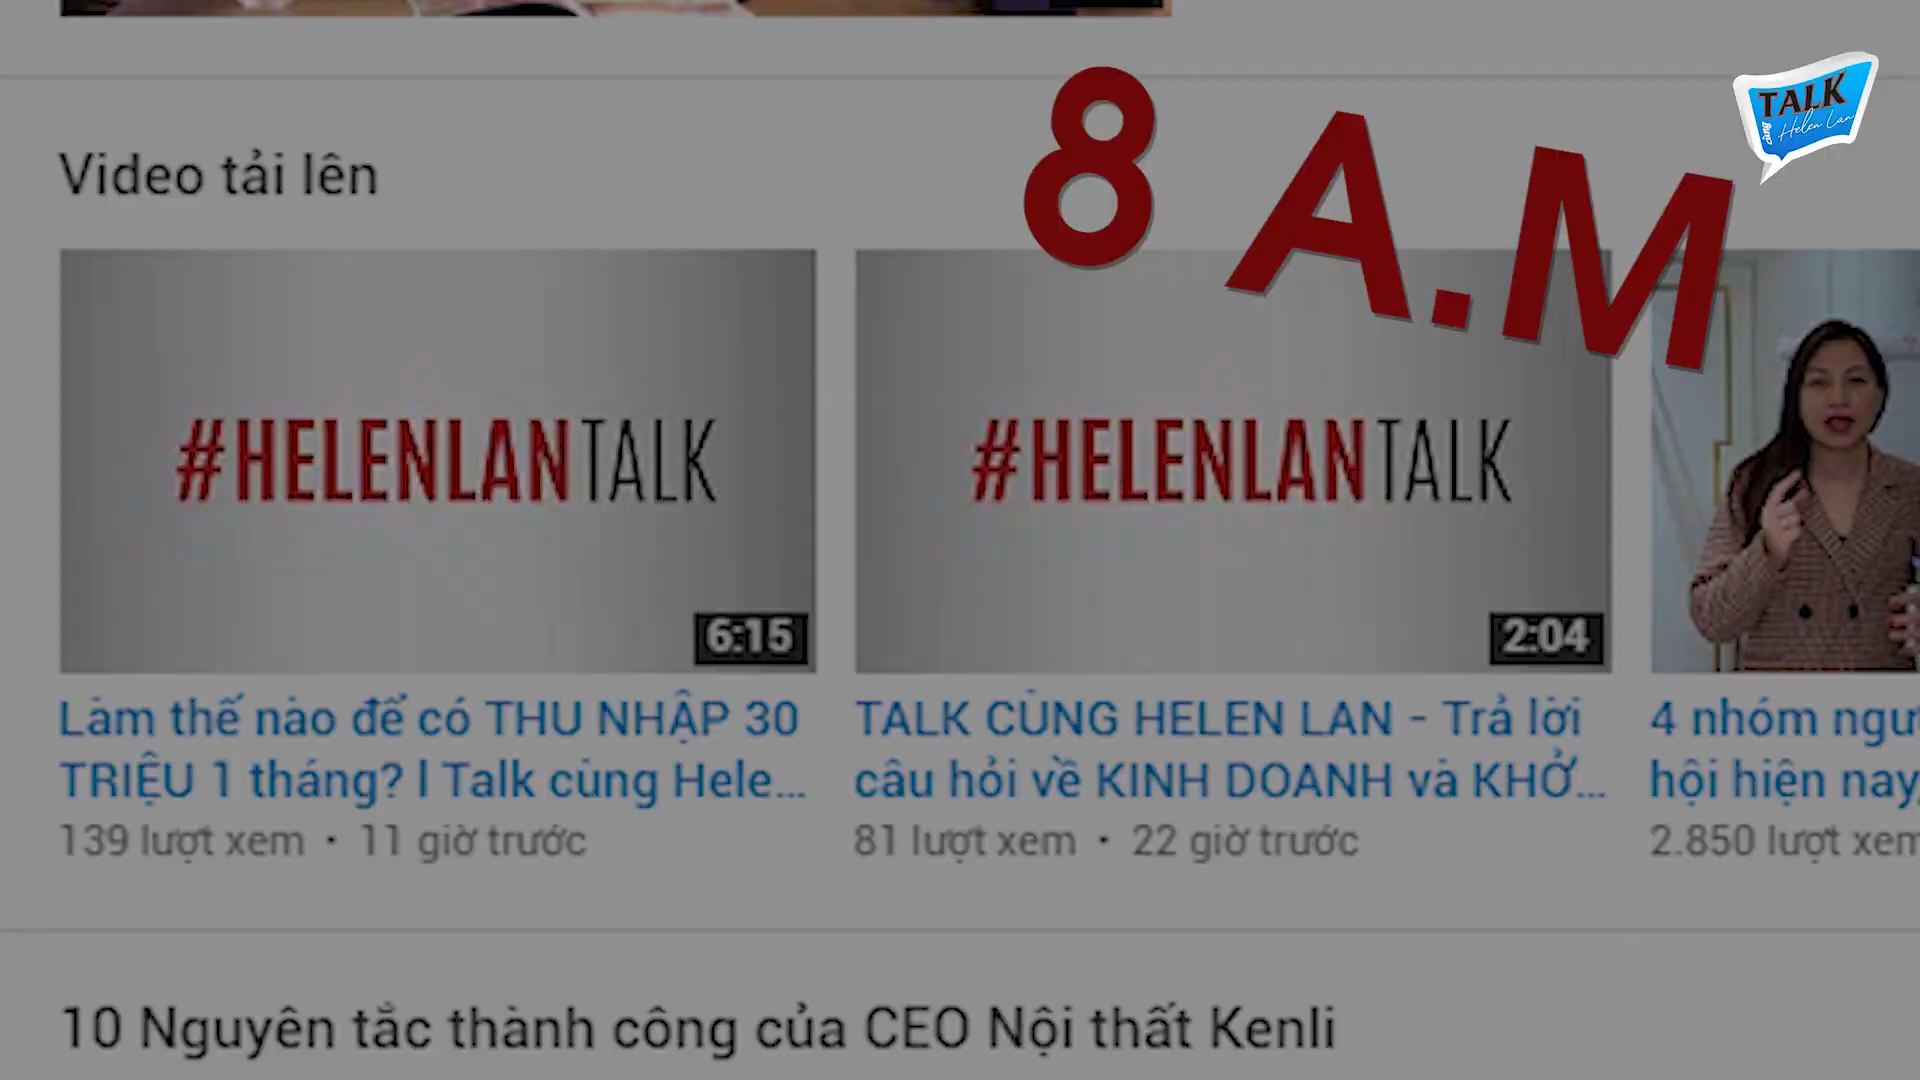 TALK
cùng Helen Lan
8 A.M
Video tải lên
#HELENLANTALK
6:15
#HELENLANTALK
2:04
Làm thế nào để có THU NHẬP 30
TRIỆU 1 tháng? l Talk cùng Hele...
139 lượt xem • 11 giờ trước
TALK CÙNG HELEN LAN - Trả lời
câu hỏi về KINH DOANH và KHỞ...
81 lượt xem • 22 giờ trước
4 nhóm ngư
hội hiện nay,
2.850 lượt xem
10 Nguyên tắc thành công của CEO Nội thất Kenli